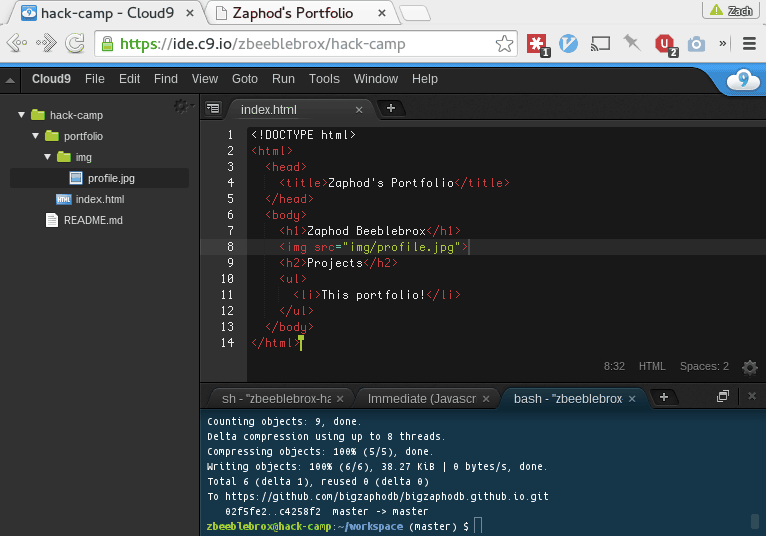 hack-camp - Cloud9 × Zaphod's Portfolio × Zach
https://ide.c9.io/zbeeblebrox/hack-camp 1 2 »
Cloud9 File Edit Find View Goto Run Tools Window Help 9
hack-camp
portfolio
img
profile.jpg
index.html
README.md
index.html × +
1 <!DOCTYPE html>
2 <html>
3 <head>
4 <title>Zaphod's Portfolio</title>
5 </head>
6 <body>
7 <h1>Zaphod Beeblebrox</h1>
8 <img src="img/profile.jpg">
9 <h2>Projects</h2>
10 <ul>
11 <li>This portfolio!</li>
12 </ul>
13 </body>
14 </html>
8:32 HTML Spaces: 2
sh - "zbeeblebrox-ha × Immediate (Javascr × bash - "zbeeblebrox × +
Counting objects: 9, done.
Delta compression using up to 8 threads.
Compressing objects: 100% (5/5), done.
Writing objects: 100% (6/6), 38.27 KiB | 0 bytes/s, done.
Total 6 (delta 1), reused 0 (delta 0)
To https://github.com/bigzaphodb/bigzaphodb.github.io.git
02f5fe2..c4258f2 master -> master
zbeeblebrox@hack-camp:~/workspace (master) $